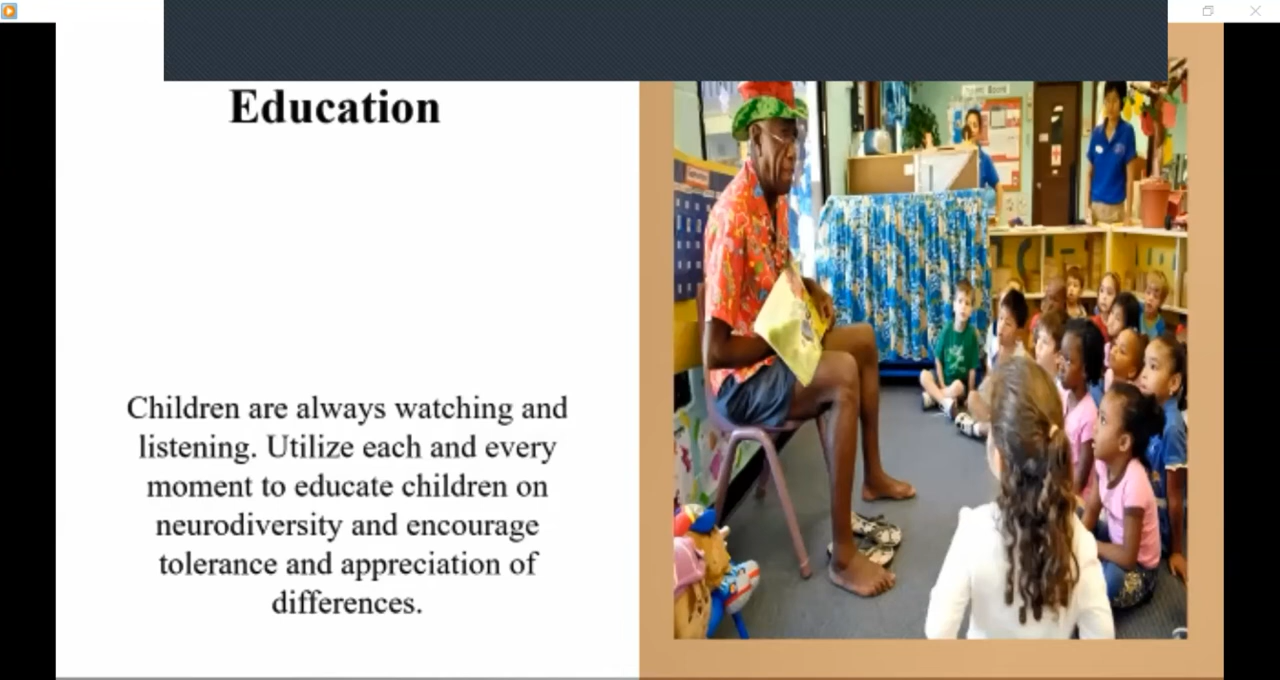 Education
Children are always watching and
listening. Utilize each and every
moment to educate children on
neurodiversity and encourage
tolerance and appreciation of
differences.